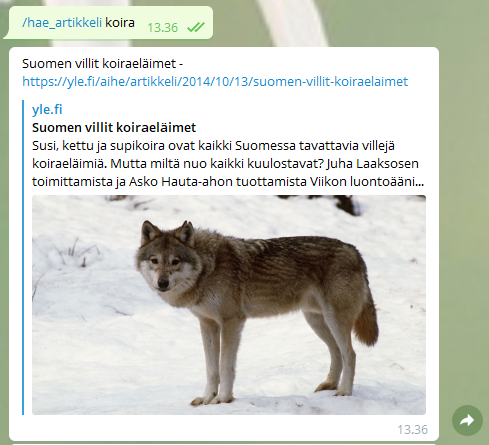 /hae_artikkeli koira 13.36
Suomen villit koiraeläimet -
https://yle.fi/aihe/artikkeli/2014/10/13/suomen-villit-koiraelaimet
yle.fi
Suomen villit koiraeläimet
Susi, kettu ja supikoira ovat kaikki Suomessa tavattavia villejä
koiraeläimiä. Mutta miltä nuo kaikki kuulostavat? Juha Laaksosen
toimittamista ja Asko Hauta-ahon tuottamista Viikon luontoääni...
13.36